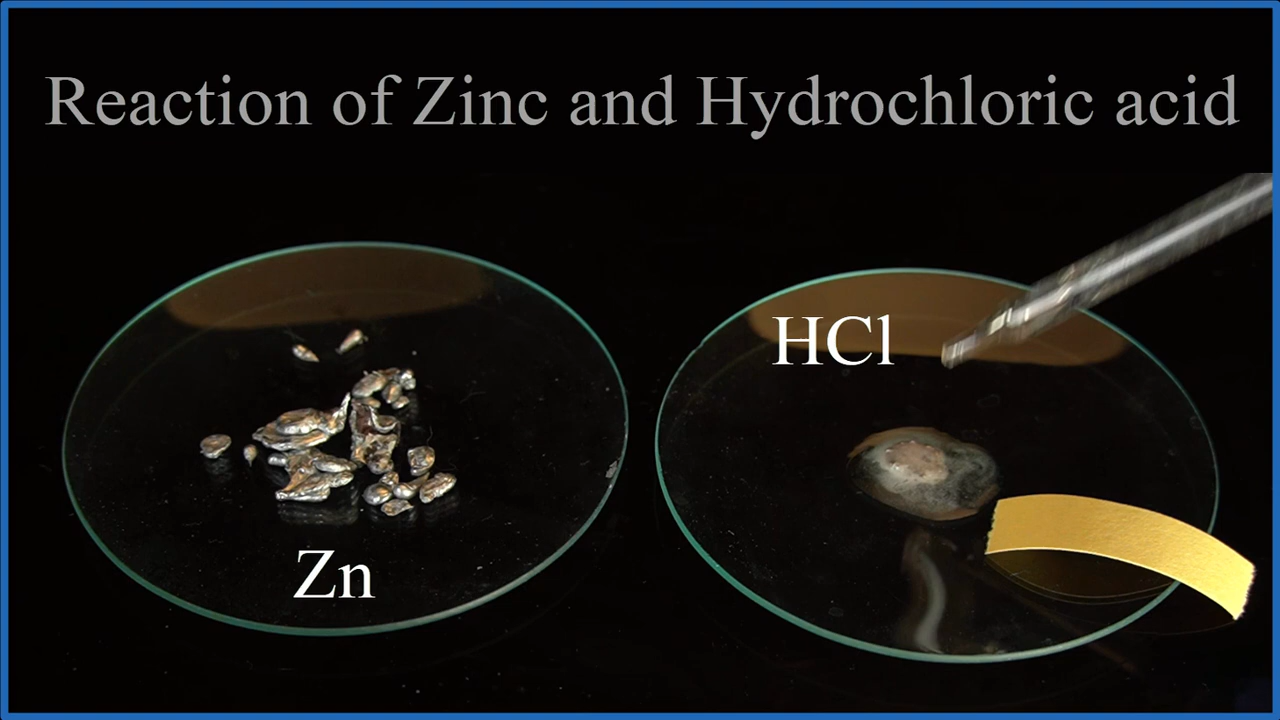 Reaction of Zinc and Hydrochloric acid
HCl
Zn